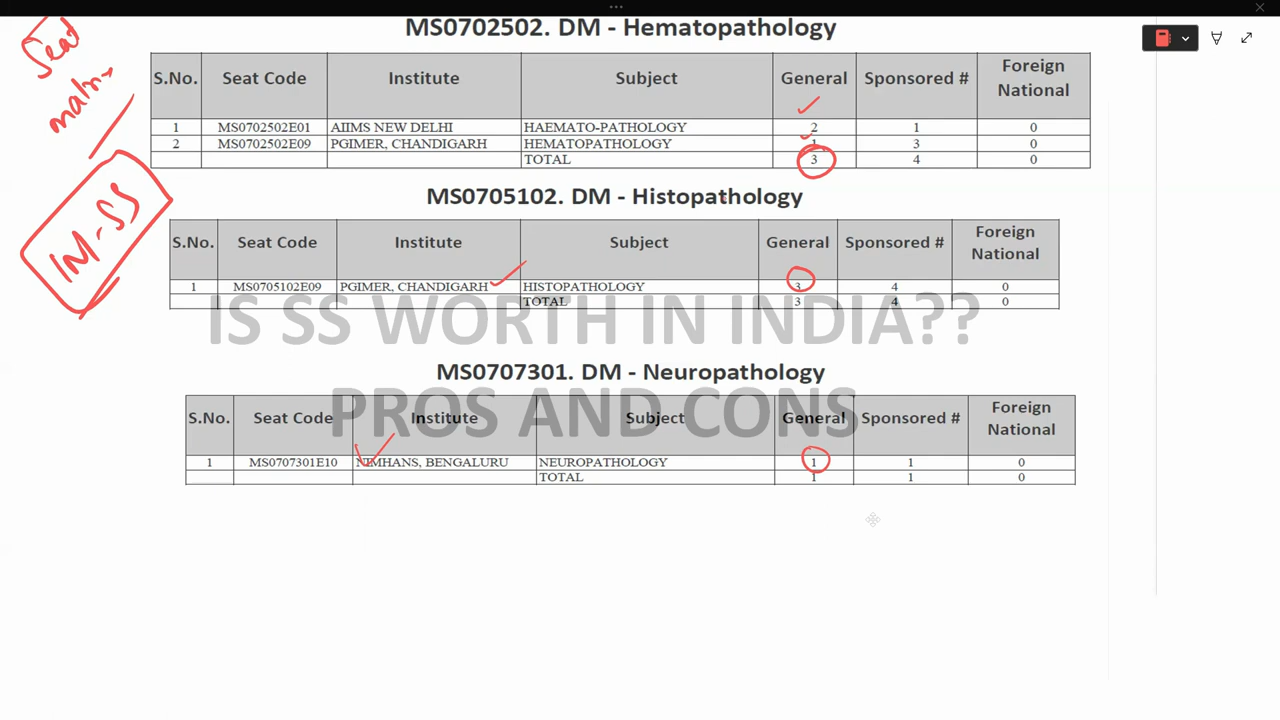 Seat
matrix
INI-SS
MS0702502. DM - Hematopathology
S.No. Seat Code Institute Subject General Sponsored # Foreign National
1 MS0702502E01 AIIMS NEW DELHI HAEMATO-PATHOLOGY 2 1 0
2 MS0702502E09 PGIMER, CHANDIGARH HEMATOPATHOLOGY 1 3 0
TOTAL 3 4 0
MS0705102. DM - Histopathology
S.No. Seat Code Institute Subject General Sponsored # Foreign National
1 MS0705102E09 PGIMER, CHANDIGARH HISTOPATHOLOGY 3 4 0
TOTAL 3 4 0
IS SS WORTH IN INDIA??
MS0707301. DM - Neuropathology
PROS AND CONS
S.No. Seat Code Institute Subject General Sponsored # Foreign National
1 MS0707301E10 NIMHANS, BENGALURU NEUROPATHOLOGY 1 1 0
TOTAL 1 1 0